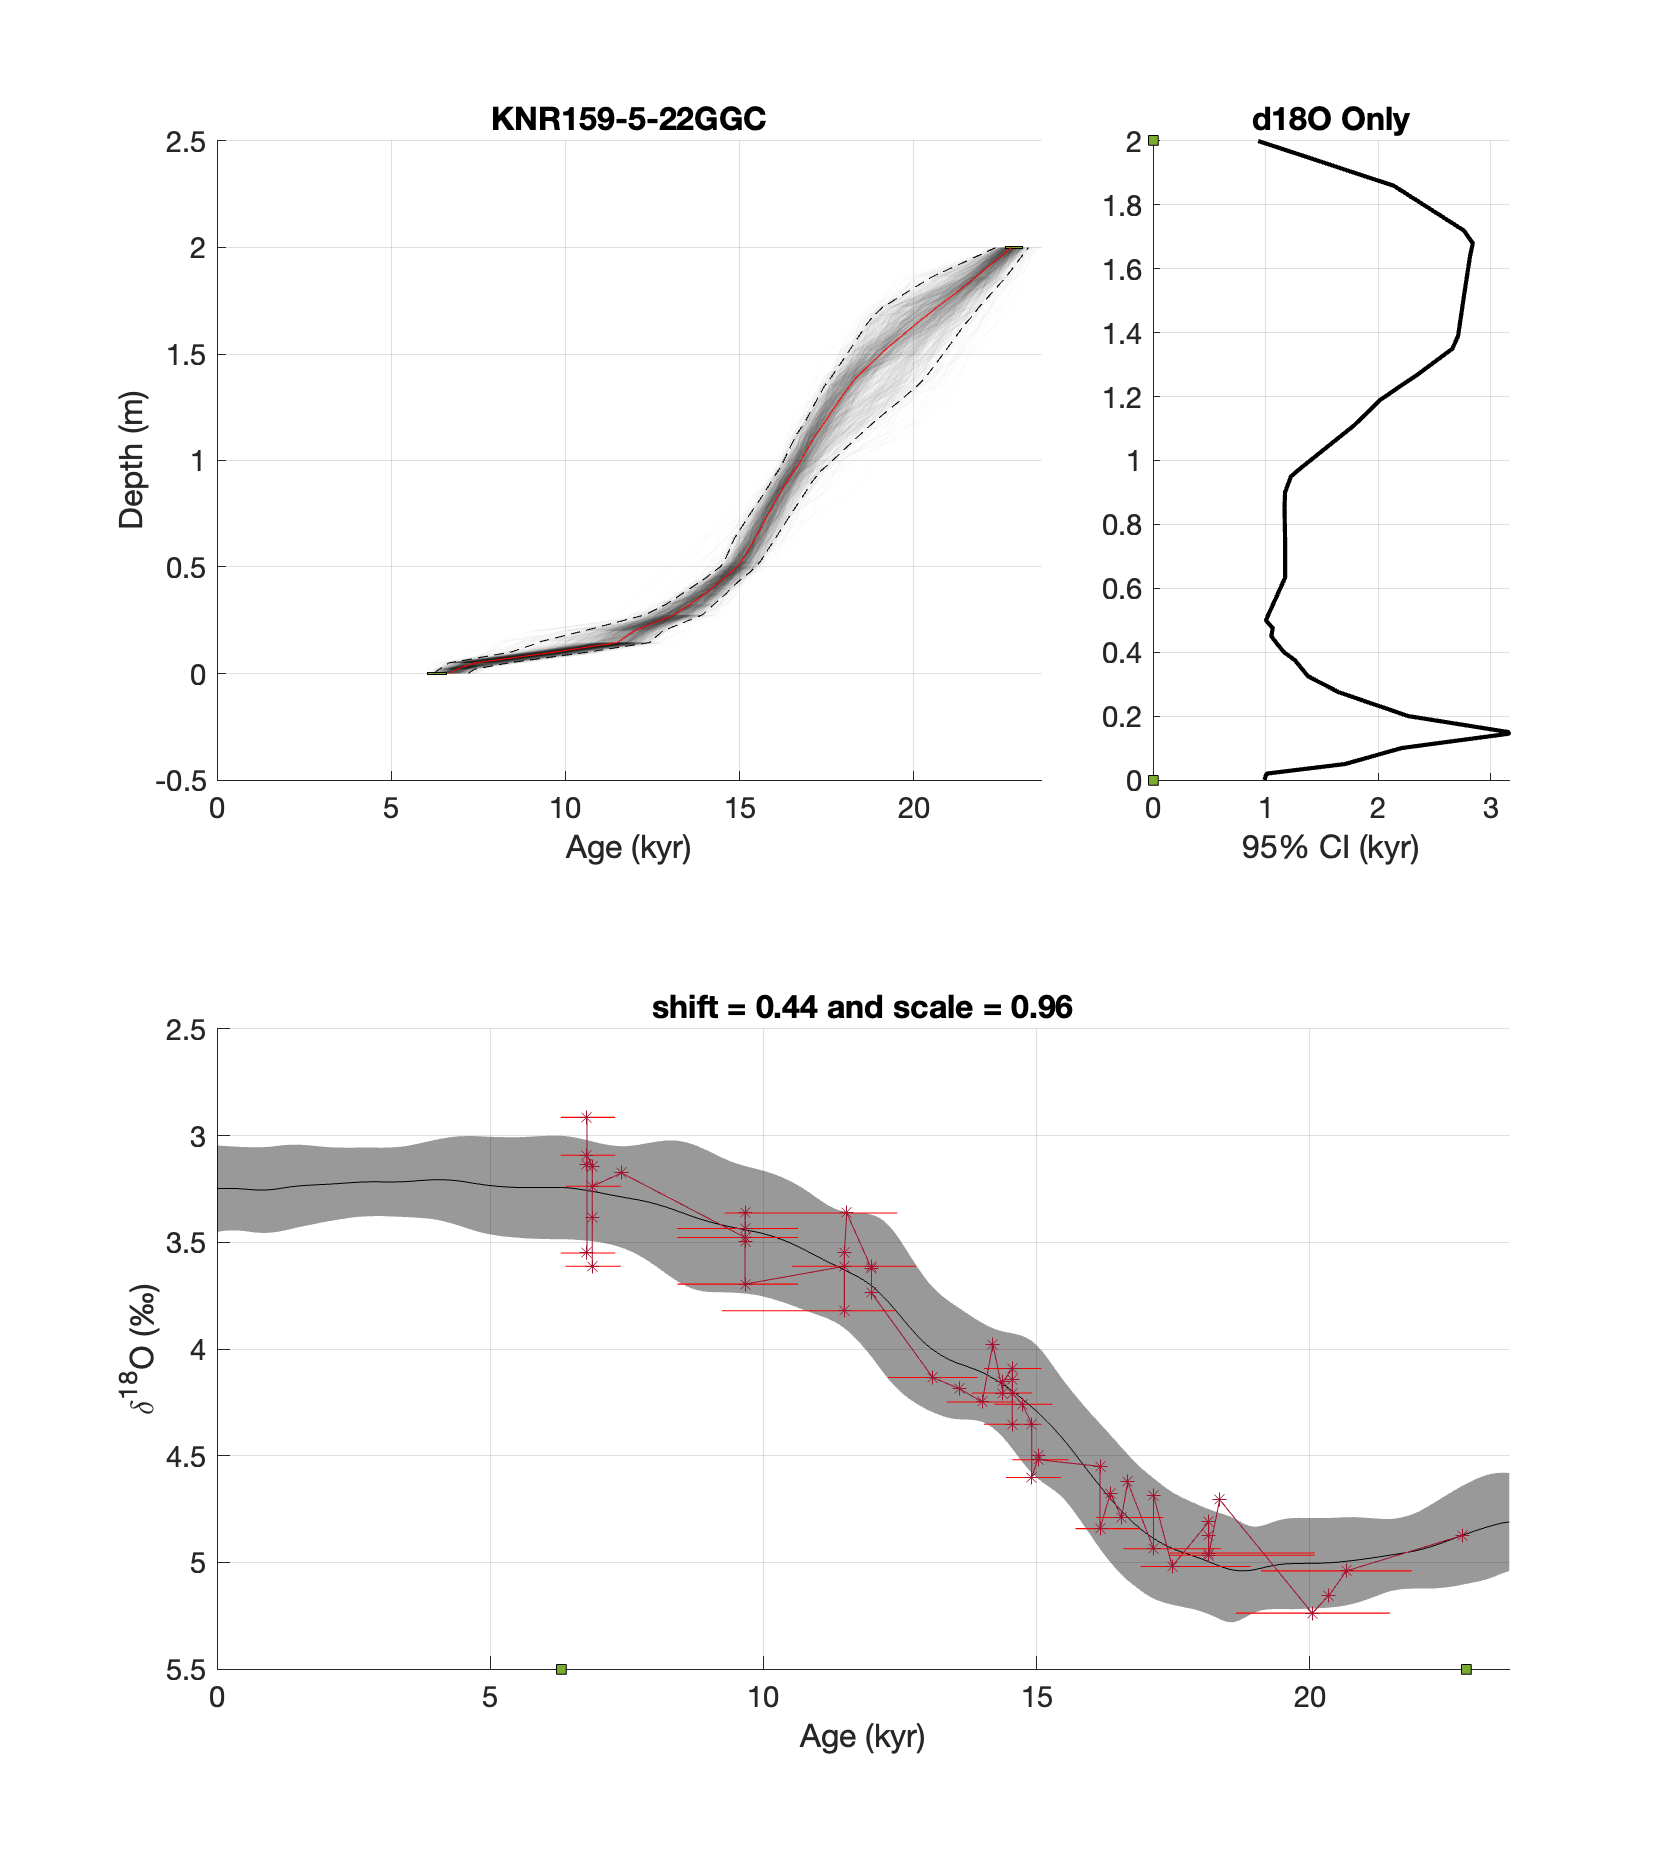 KNR159-5-22GGC
d18O Only
2.5
2
1.5
1
0.5
0
-0.5
Depth (m)
0 5 10 15 20
Age (kyr)
2
1.8
1.6
1.4
1.2
1
0.8
0.6
0.4
0.2
0
0 1 2 3
95% CI (kyr)
shift = 0.44 and scale = 0.96
2.5
3
3.5
4
4.5
5
5.5
δ¹⁸O (‰)
0 5 10 15 20
Age (kyr)